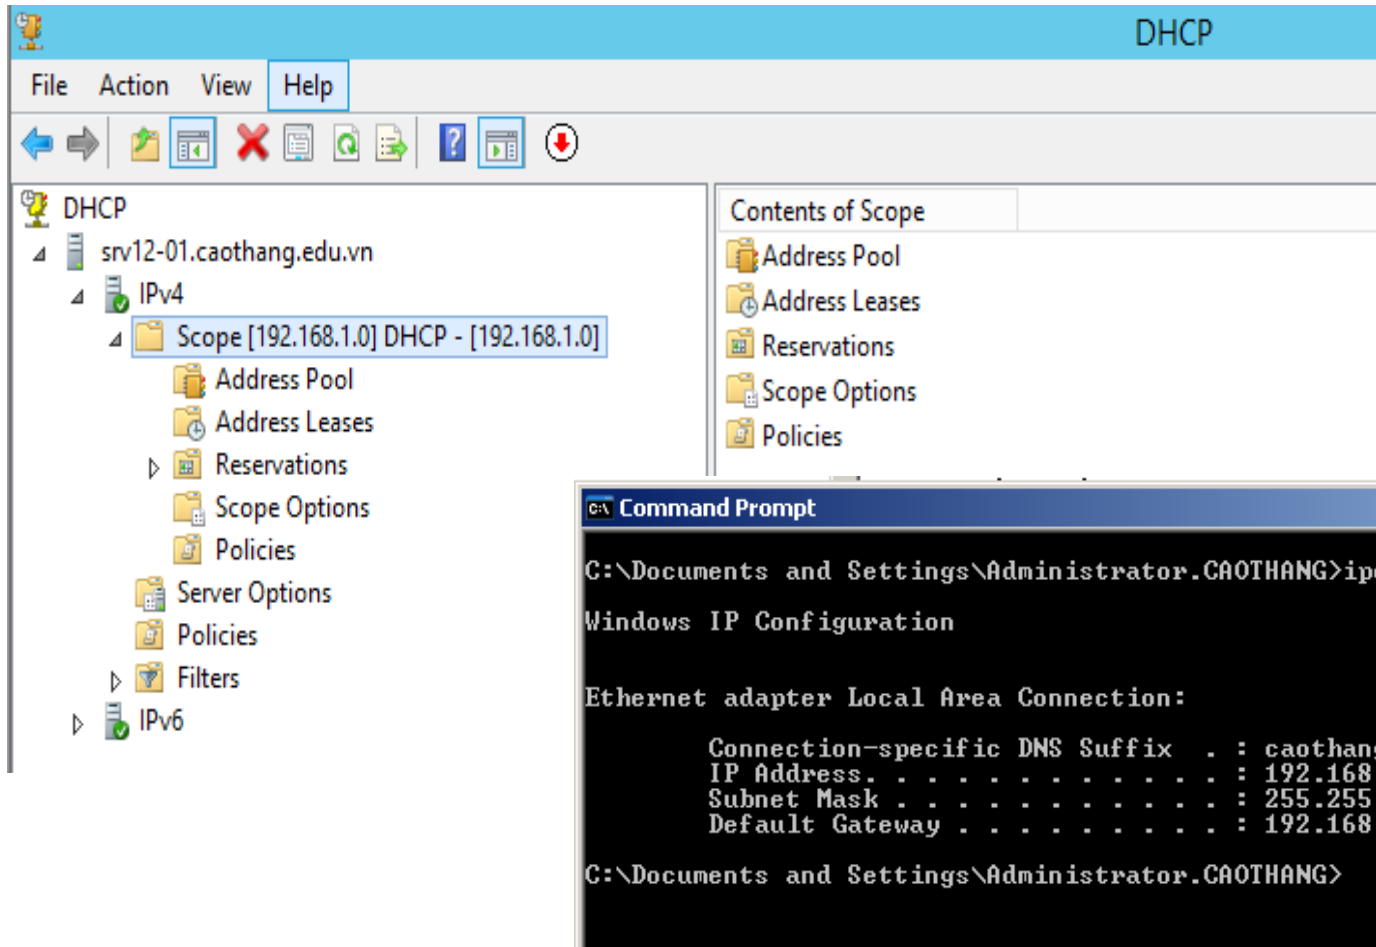 DHCP
File Action View Help
DHCP
srv12-01.caothang.edu.vn
IPv4
Scope [192.168.1.0] DHCP - [192.168.1.0]
Address Pool
Address Leases
Reservations
Scope Options
Policies
Server Options
Policies
Filters
IPv6
Contents of Scope
Address Pool
Address Leases
Reservations
Scope Options
Policies
Command Prompt
C:\Documents and Settings\Administrator.CAOTHANG>ip
Windows IP Configuration
Ethernet adapter Local Area Connection:
Connection-specific DNS Suffix . : caothang
IP Address. . . . . . . . . . . . : 192.168
Subnet Mask . . . . . . . . . . . : 255.255
Default Gateway . . . . . . . . . : 192.168
C:\Documents and Settings\Administrator.CAOTHANG>